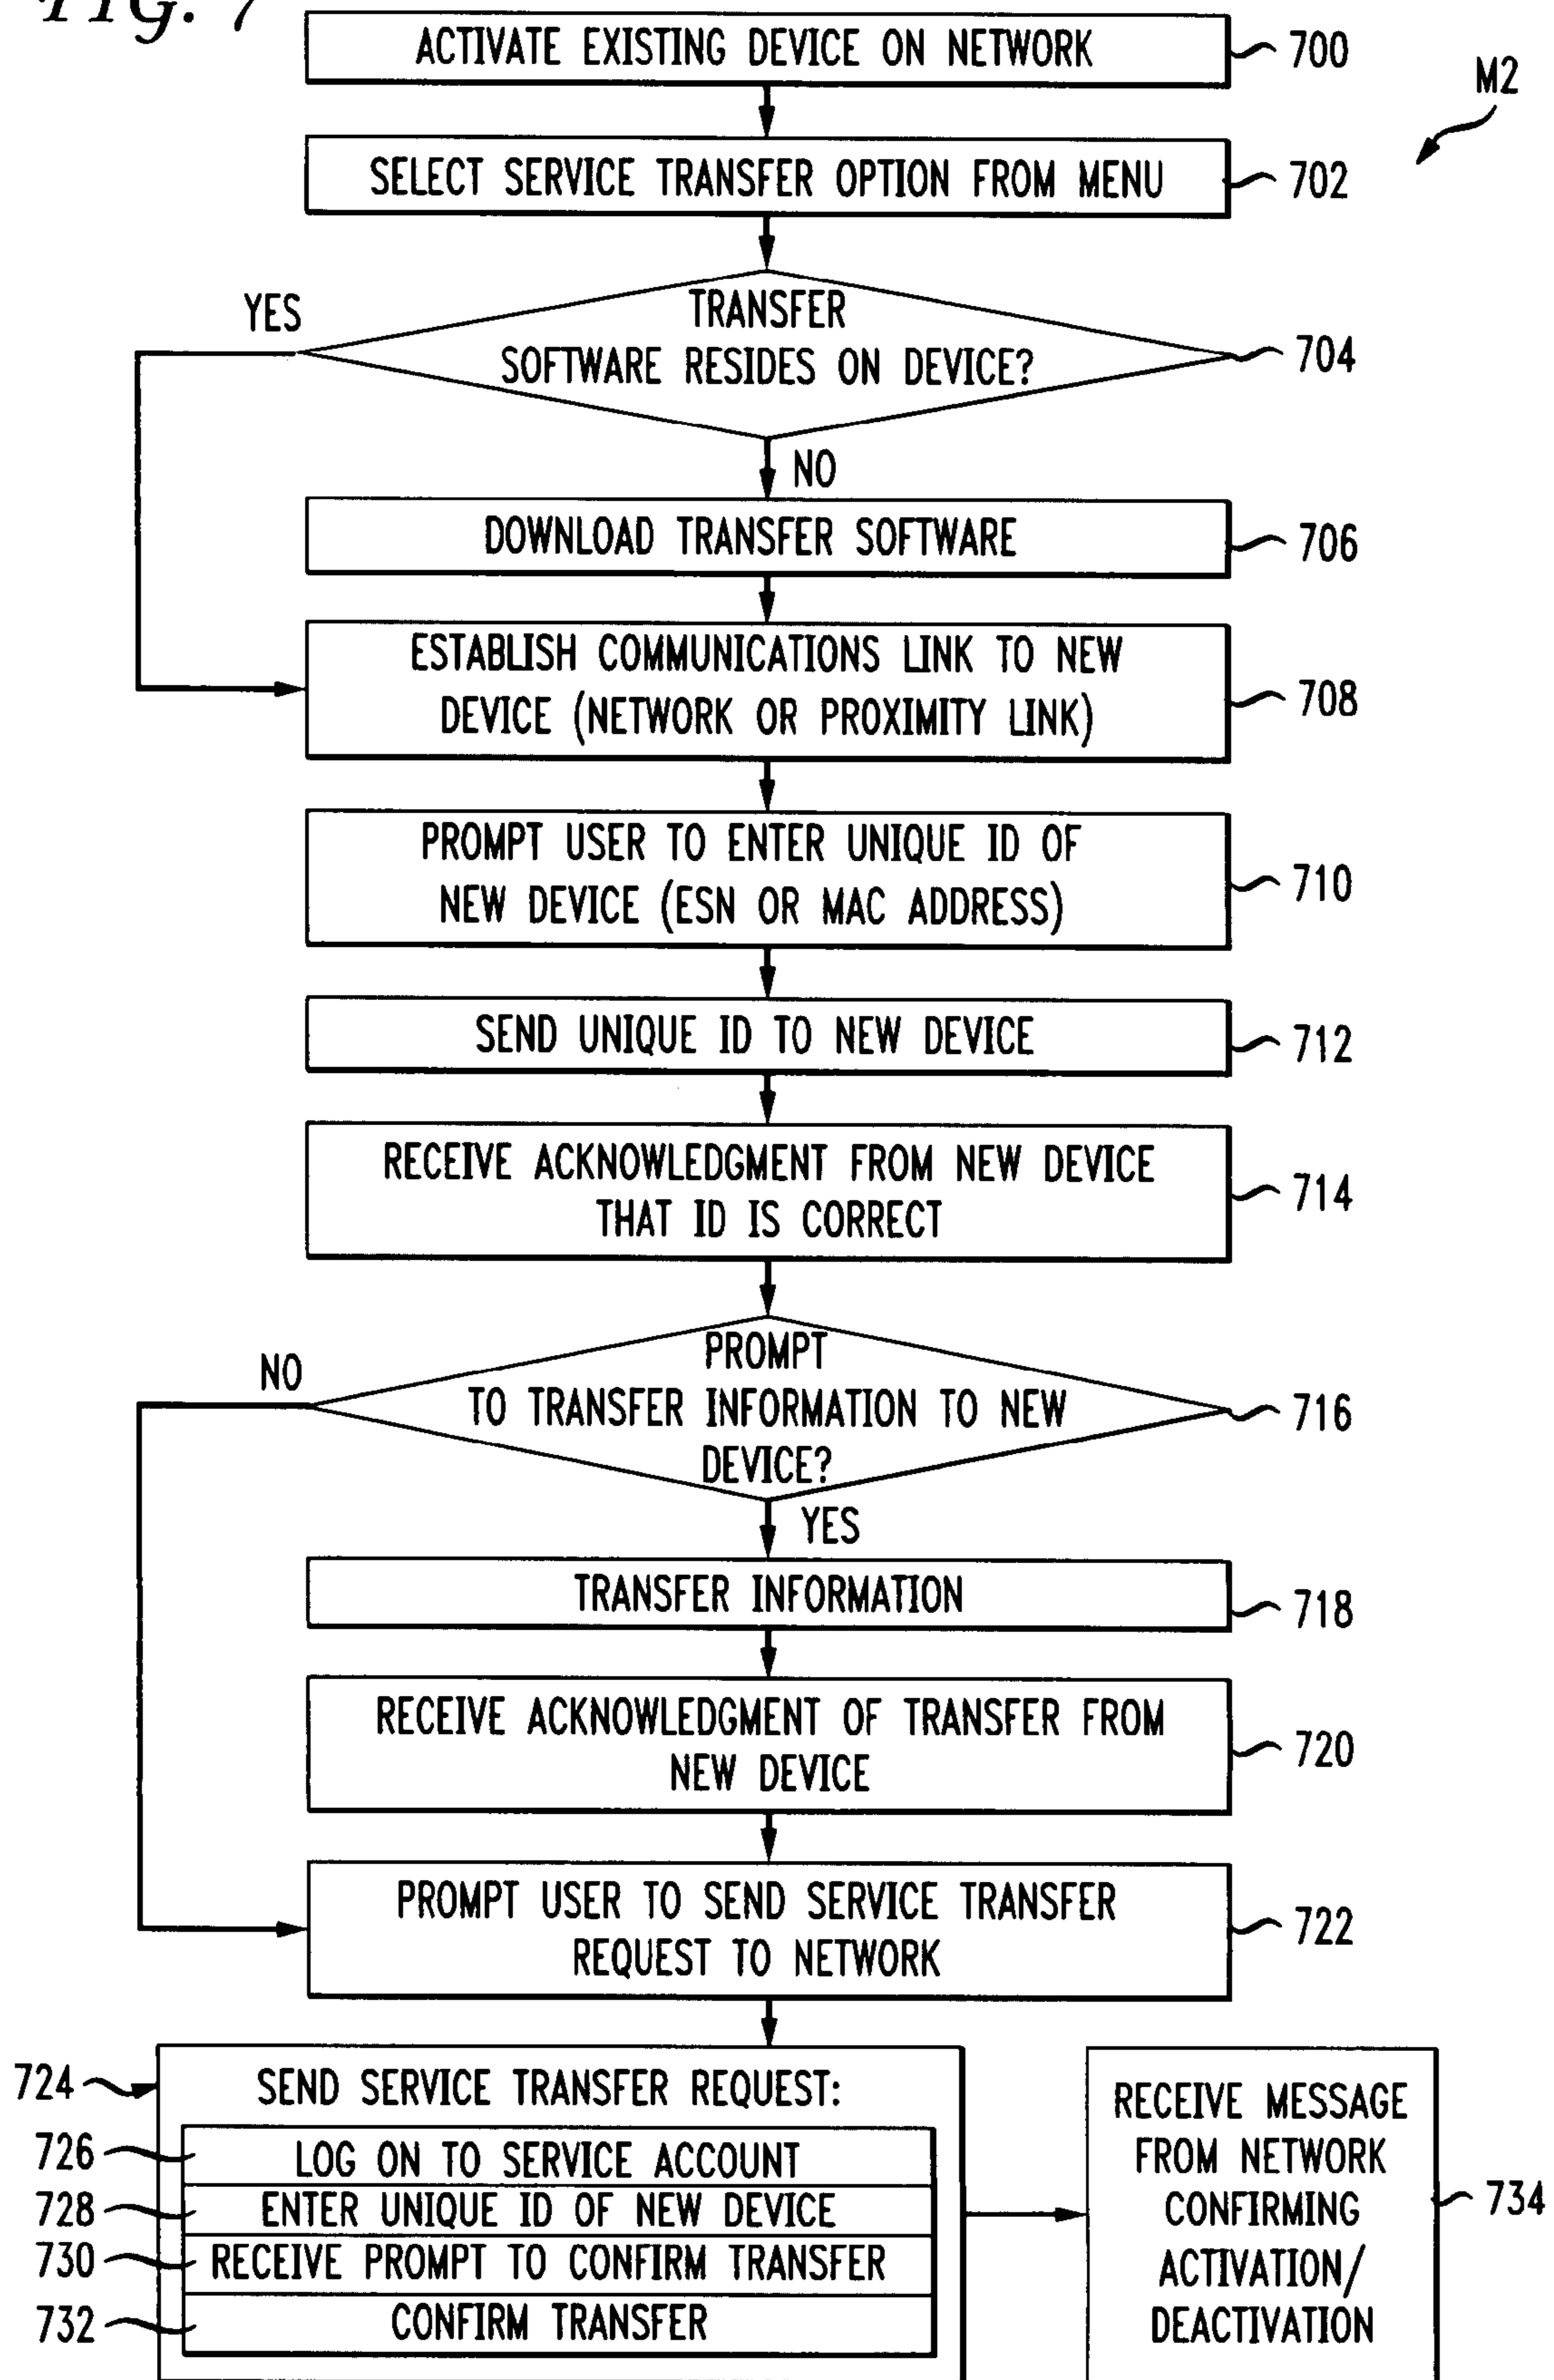 FIG. 7
ACTIVATE EXISTING DEVICE ON NETWORK
700
M2
SELECT SERVICE TRANSFER OPTION FROM MENU
702
YES
TRANSFER
SOFTWARE RESIDES ON DEVICE?
704
NO
DOWNLOAD TRANSFER SOFTWARE
706
ESTABLISH COMMUNICATIONS LINK TO NEW
DEVICE (NETWORK OR PROXIMITY LINK)
708
PROMPT USER TO ENTER UNIQUE ID OF
NEW DEVICE (ESN OR MAC ADDRESS)
710
SEND UNIQUE ID TO NEW DEVICE
712
RECEIVE ACKNOWLEDGMENT FROM NEW DEVICE
THAT ID IS CORRECT
714
NO
PROMPT
TO TRANSFER INFORMATION TO NEW
DEVICE?
716
YES
TRANSFER INFORMATION
718
RECEIVE ACKNOWLEDGMENT OF TRANSFER FROM
NEW DEVICE
720
PROMPT USER TO SEND SERVICE TRANSFER
REQUEST TO NETWORK
722
724
SEND SERVICE TRANSFER REQUEST:
726
LOG ON TO SERVICE ACCOUNT
728
ENTER UNIQUE ID OF NEW DEVICE
730
RECEIVE PROMPT TO CONFIRM TRANSFER
732
CONFIRM TRANSFER
RECEIVE MESSAGE
FROM NETWORK
CONFIRMING
ACTIVATION/
DEACTIVATION
734